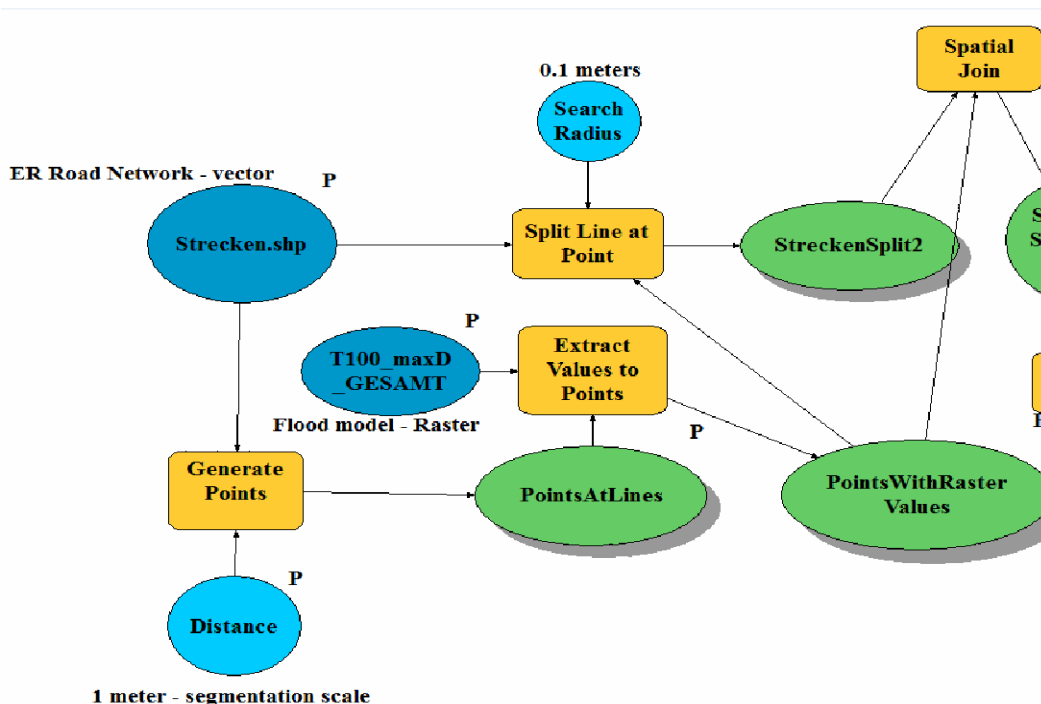 Spatial
Join
0.1 meters
Search
Radius
ER Road Network - vector
P
Strecken.shp
Split Line at
Point
StreckenSplit2
S
S
P
T100_maxD
_GESAMT
Extract
Values to
Points
Flood model - Raster
P
Generate
Points
PointsAtLines
PointsWithRaster
Values
P
Distance
1 meter - segmentation scale